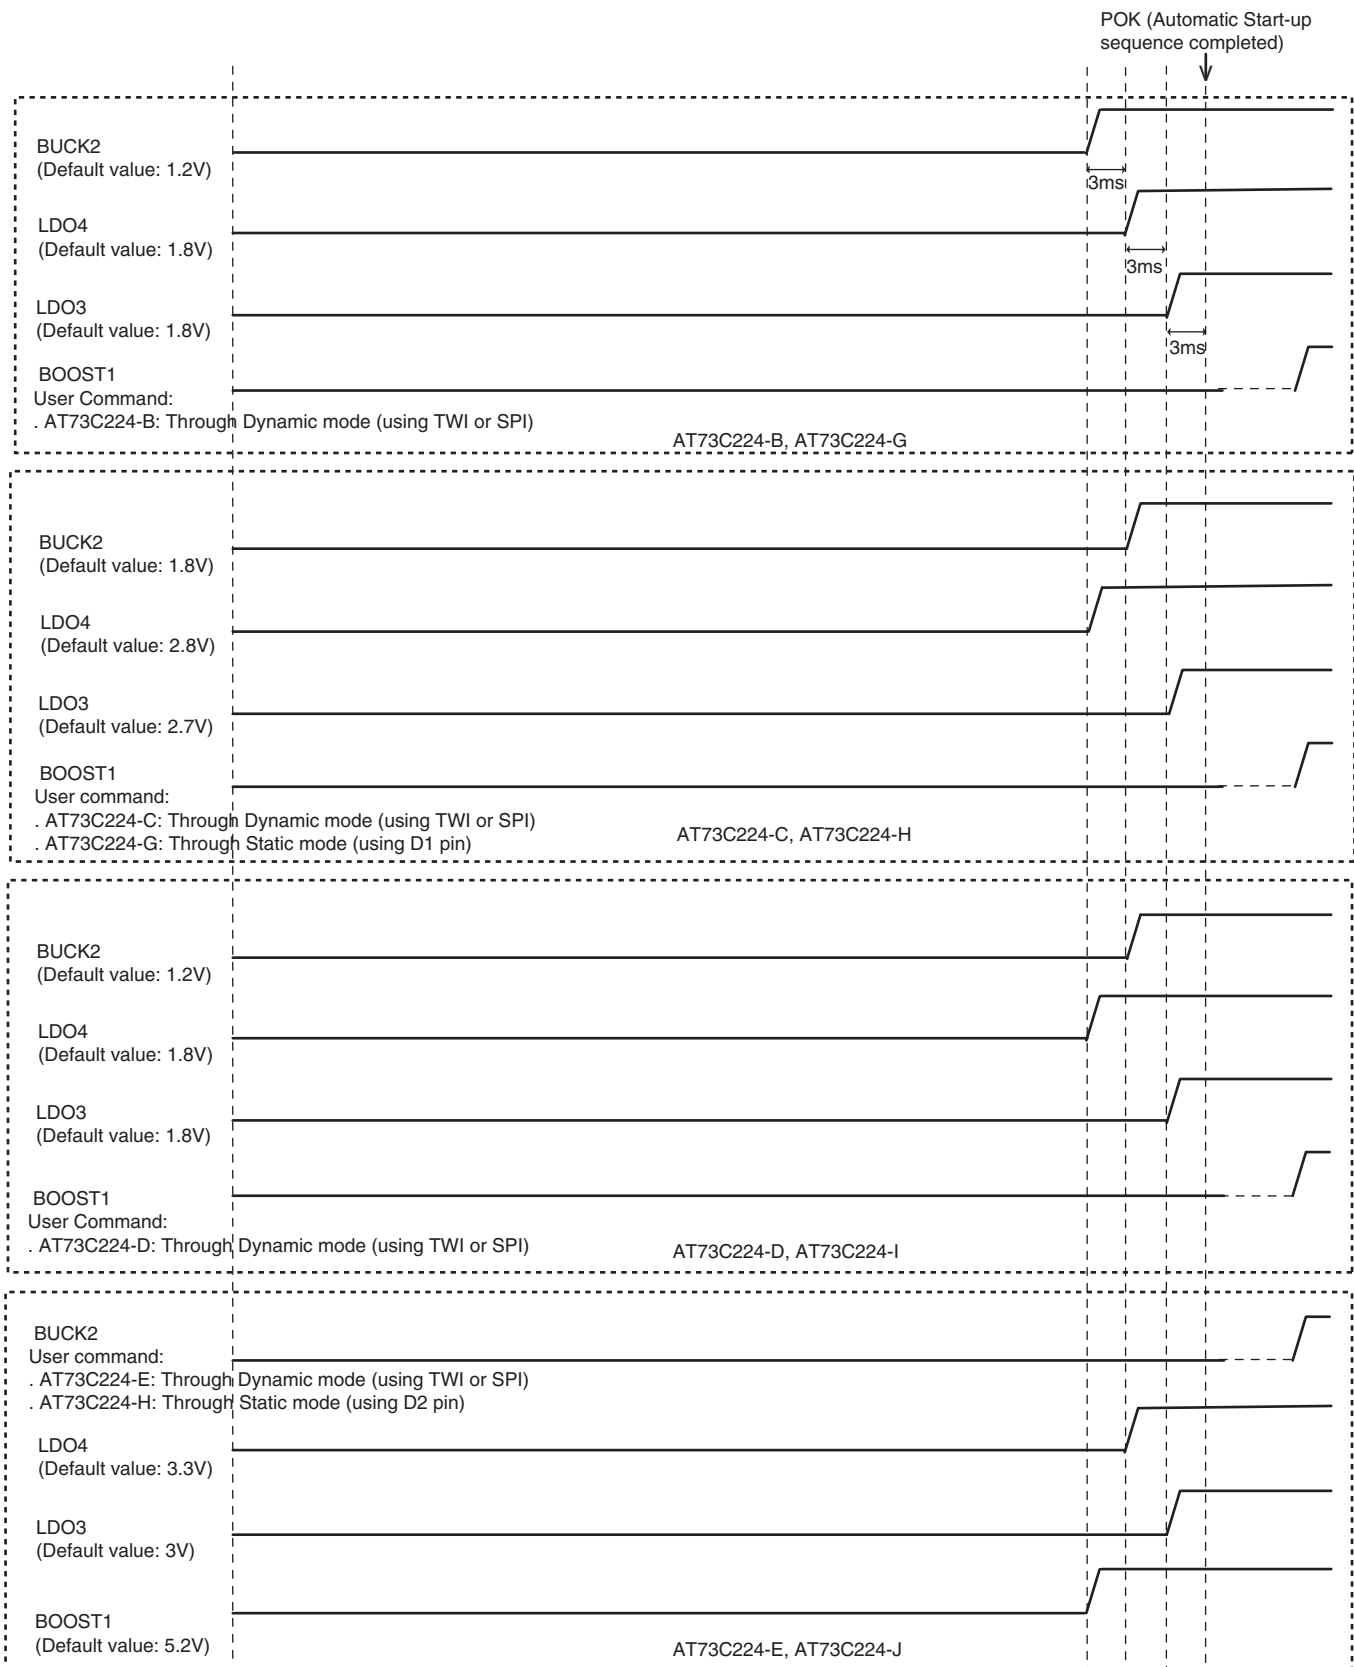 POK (Automatic Start-up
sequence completed)
BUCK2
(Default value: 1.2V)
3ms
LDO4
(Default value: 1.8V)
3ms
LDO3
(Default value: 1.8V)
3ms
BOOST1
User Command:
. AT73C224-B: Through Dynamic mode (using TWI or SPI)
AT73C224-B, AT73C224-G
BUCK2
(Default value: 1.8V)
LDO4
(Default value: 2.8V)
LDO3
(Default value: 2.7V)
BOOST1
User command:
. AT73C224-C: Through Dynamic mode (using TWI or SPI)
. AT73C224-G: Through Static mode (using D1 pin)
AT73C224-C, AT73C224-H
BUCK2
(Default value: 1.2V)
LDO4
(Default value: 1.8V)
LDO3
(Default value: 1.8V)
BOOST1
User Command:
. AT73C224-D: Through Dynamic mode (using TWI or SPI)
AT73C224-D, AT73C224-I
BUCK2
User command:
. AT73C224-E: Through Dynamic mode (using TWI or SPI)
. AT73C224-H: Through Static mode (using D2 pin)
LDO4
(Default value: 3.3V)
LDO3
(Default value: 3V)
BOOST1
(Default value: 5.2V)
AT73C224-E, AT73C224-J